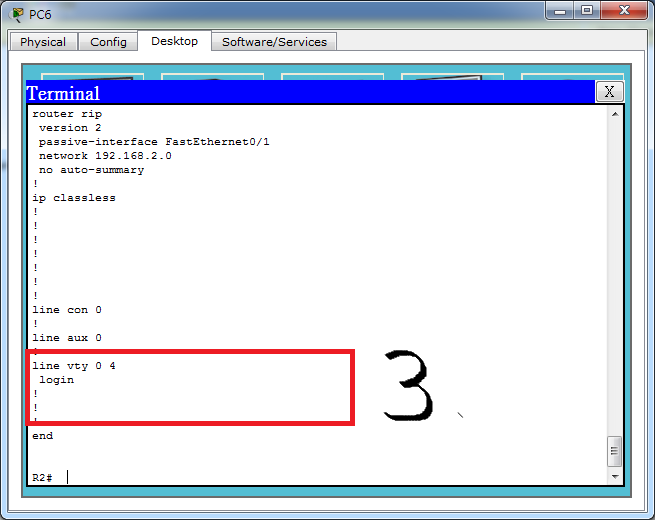 PC6
Physical Config Desktop Software/Services
Terminal X
router rip
 version 2
 passive-interface FastEthernet0/1
 network 192.168.2.0
 no auto-summary
!
ip classless
!
!
!
!
!
!
!
line con 0
!
line aux 0
!
line vty 0 4
 login
!
!
!
end
R2#
3